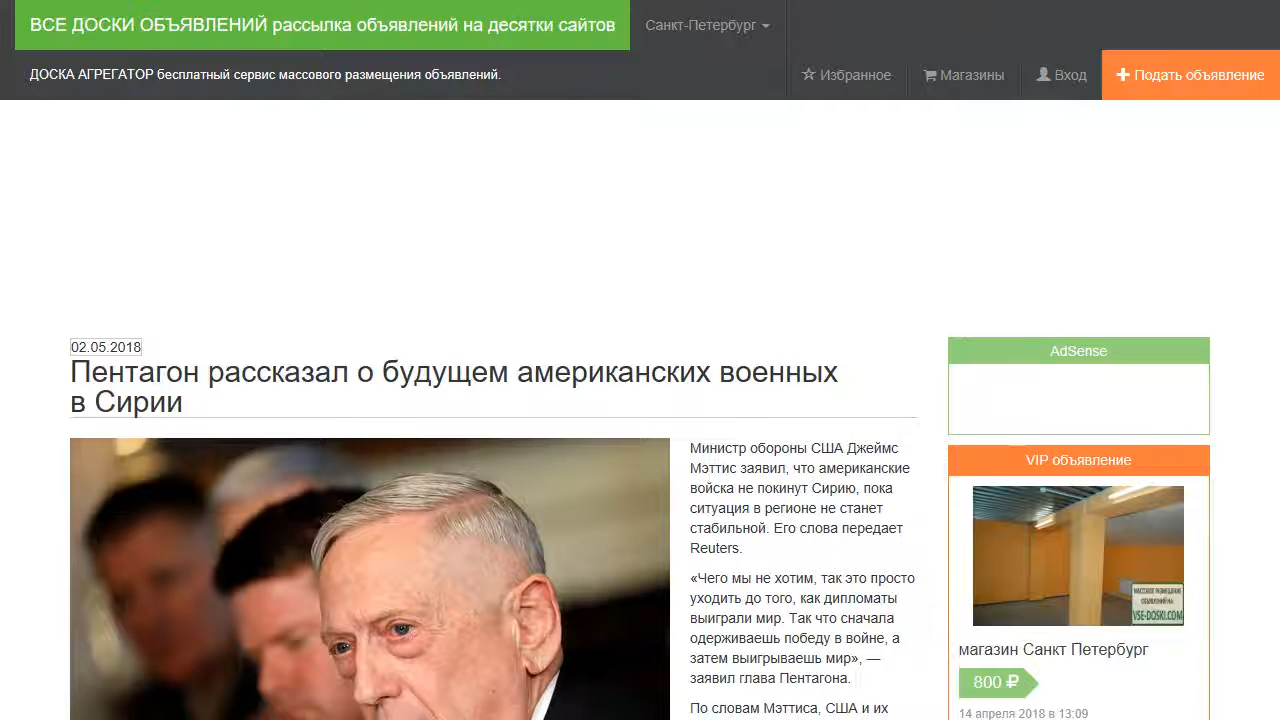 ВСЕ ДОСКИ ОБЪЯВЛЕНИЙ рассылка объявлений на десятки сайтов
Санкт-Петербург
ДОСКА АГРЕГАТОР бесплатный сервис массового размещения объявлений.
Избранное
Магазины
Вход
Подать объявление
02.05.2018
Пентагон рассказал о будущем американских военных
в Сирии
Министр обороны США Джеймс
Мэттис заявил, что американские
войска не покинут Сирию, пока
ситуация в регионе не станет
стабильной. Его слова передает
Reuters.
«Чего мы не хотим, так это просто
уходить до того, как дипломаты
выиграли мир. Так что сначала
одерживаешь победу в войне, а
затем выигрываешь мир», —
заявил глава Пентагона.
По словам Мэттиса, США и их
AdSense
VIP объявление
МАССОВОЕ РАЗМЕЩЕНИЕ
ОБЪЯВЛЕНИЙ НА
VSE-DOSKI.COM
магазин Санкт Петербург
800 ₽
14 апреля 2018 в 13:09